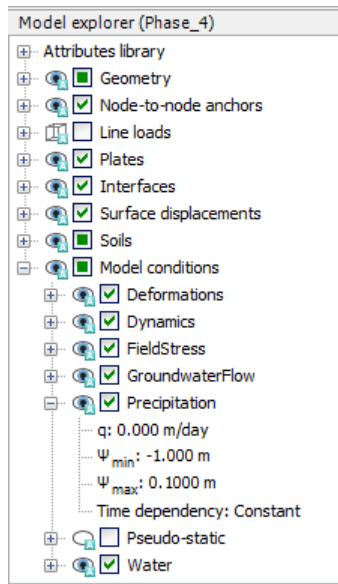 Model explorer (Phase_4)
Attributes library
Geometry
Node-to-node anchors
Line loads
Plates
Interfaces
Surface displacements
Soils
Model conditions
Deformations
Dynamics
FieldStress
GroundwaterFlow
Precipitation
q: 0.000 m/day
Ψmin: -1.000 m
Ψmax: 0.1000 m
Time dependency: Constant
Pseudo-static
Water